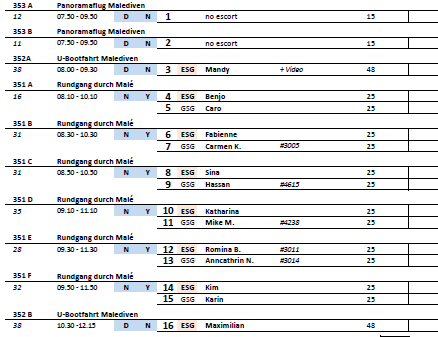 353 A Panoramaflug Malediven
12 07.50 - 09.50 D N 1 no escort 15
353 B Panoramaflug Malediven
11 07.50 - 09.50 D N 2 no escort 15
352A U-Bootfahrt Malediven
38 08.00 - 09.30 D N 3 ESG Mandy + Video 48
351 A Rundgang durch Malé
16 08.10 - 10.10 N Y 4 ESG Benjo 25
5 GSG Caro 25
351 B Rundgang durch Malé
31 08.30 - 10.30 N Y 6 ESG Fabienne 25
7 GSG Carmen K. #3005 25
351 C Rundgang durch Malé
31 08.50 - 10.50 N Y 8 ESG Sina 25
9 GSG Hassan #4615 25
351 D Rundgang durch Malé
35 09.10 - 11.10 N Y 10 ESG Katharina 25
11 GSG Mike M. #4238 25
351 E Rundgang durch Malé
28 09.30 - 11.30 N Y 12 ESG Romina B. #3011 25
13 GSG Anncathrin N. #3014 25
351 F Rundgang durch Malé
32 09.50 - 11.50 N Y 14 ESG Kim 25
15 GSG Karin 25
352 B U-Bootfahrt Malediven
38 10.30 -12.15 D N 16 ESG Maximilian 48